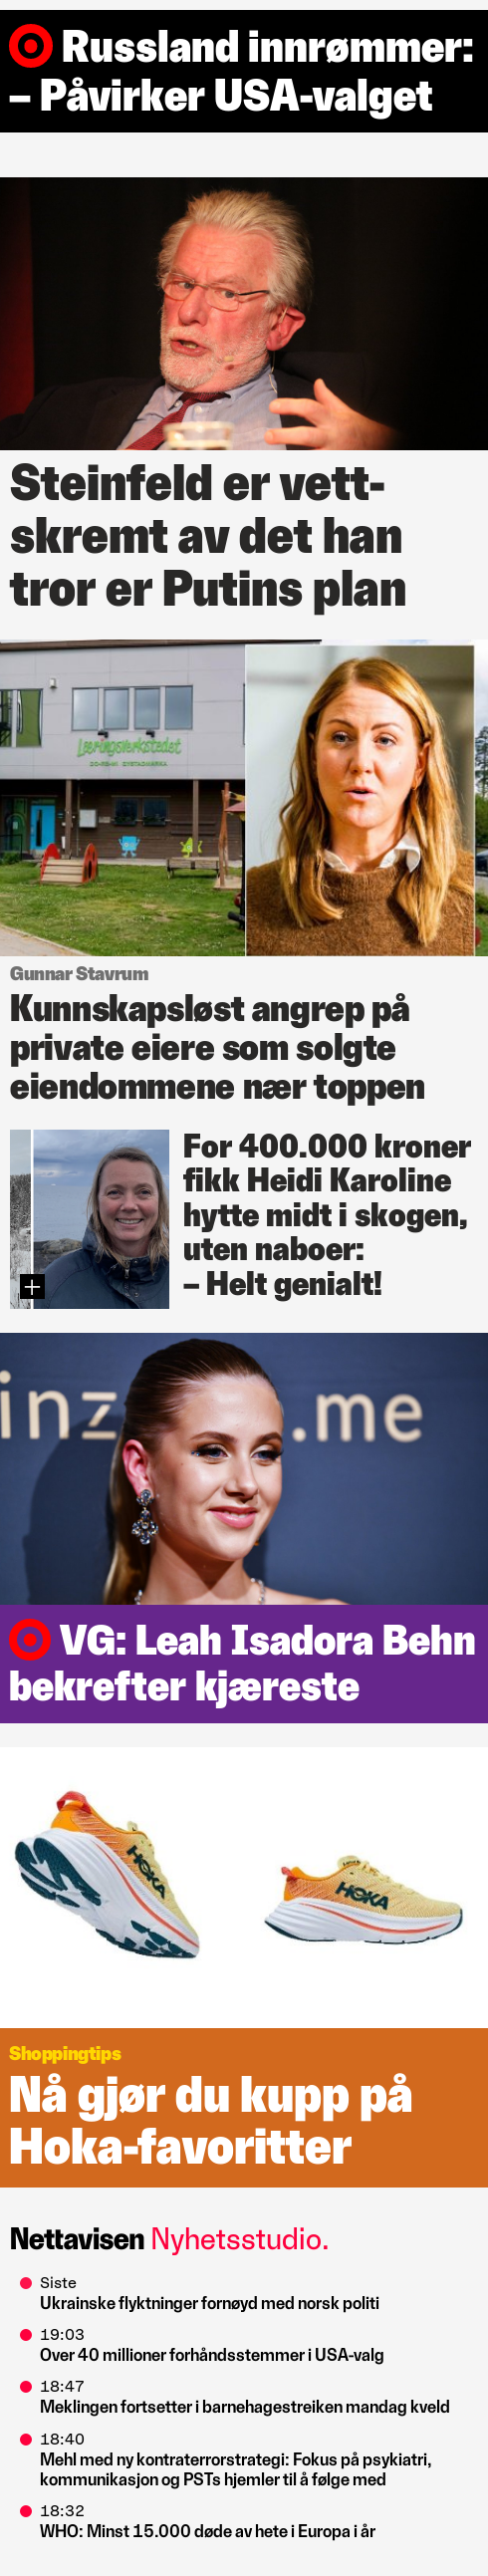 Russland innrømmer:
– Påvirker USA-valget
Steinfeld er vett-
skremt av det han
tror er Putins plan
Læringsverkstedet
Gunnar Stavrum
Kunnskapsløst angrep på
private eiere som solgte
eiendommene nær toppen
For 400.000 kroner
fikk Heidi Karoline
hytte midt i skogen,
uten naboer:
– Helt genialt!
inz .me
VG: Leah Isadora Behn
bekrefter kjæreste
HOKA
HOKA
Shoppingtips
Nå gjør du kupp på
Hoka-favoritter
Nettavisen Nyhetsstudio.
Siste
Ukrainske flyktninger fornøyd med norsk politi
19:03
Over 40 millioner forhåndsstemmer i USA-valg
18:47
Meklingen fortsetter i barnehagestreiken mandag kveld
18:40
Mehl med ny kontraterrorstrategi: Fokus på psykiatri,
kommunikasjon og PSTs hjemler til å følge med
18:32
WHO: Minst 15.000 døde av hete i Europa i år